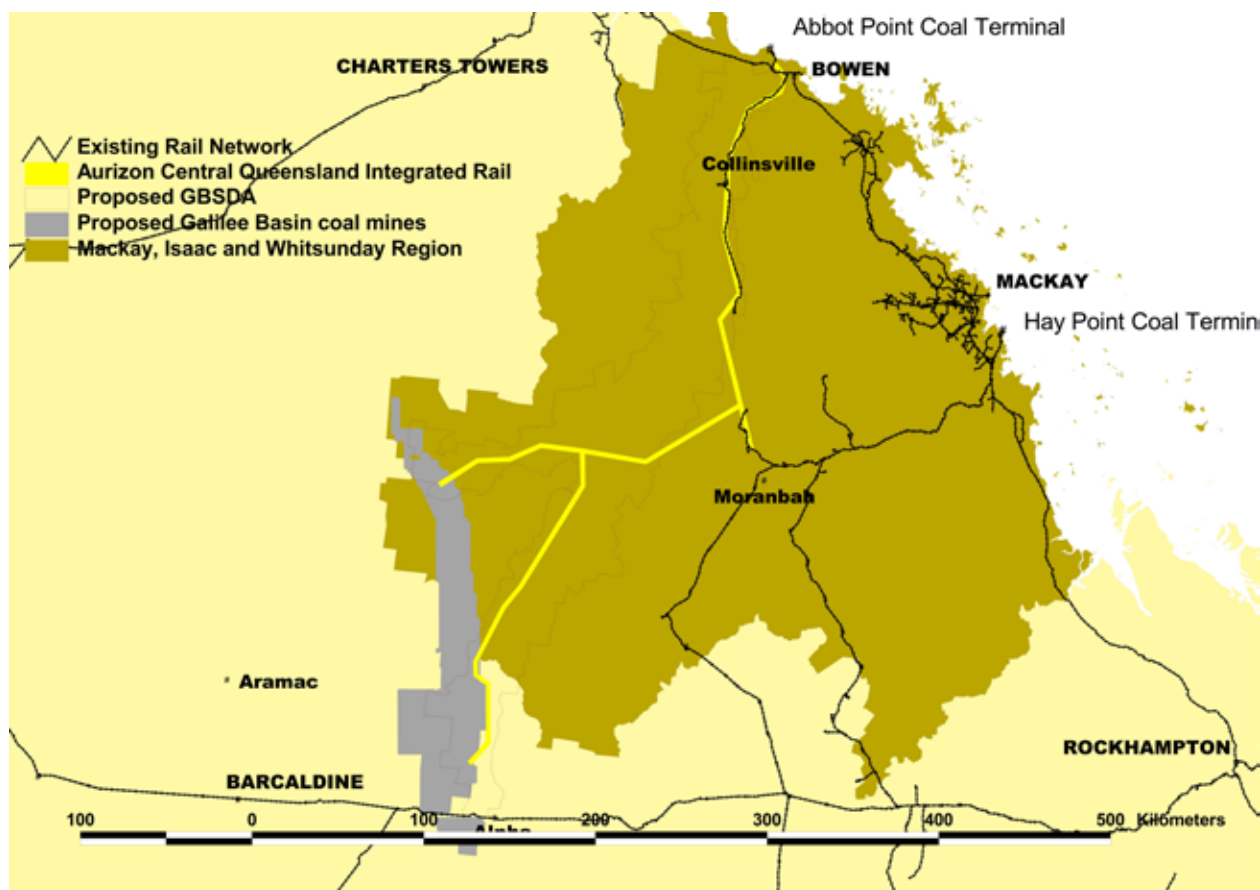 Abbot Point Coal Terminal
CHARTERS TOWERS
BOWEN
Existing Rail Network
Collinsville
Aurizon Central Queensland Integrated Rail
Proposed GBSDA
Proposed Galilee Basin coal mines
Mackay, Isaac and Whitsunday Region
MACKAY
Hay Point Coal Termin
Moranbah
Aramac
ROCKHAMPTON
BARCALDINE
100 0 100 200 300 400 500 Kilometers
Alpha